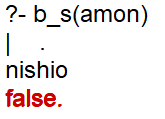 ?- b_s(amon)
|    .
nishio
false.